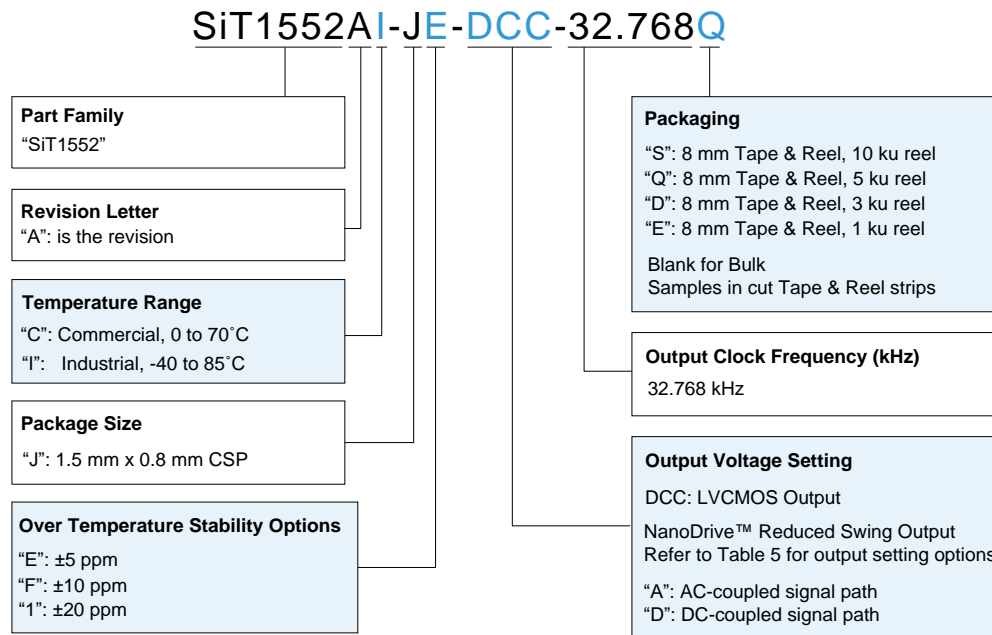 SiT1552AI-JE-DCC-32.768Q
Part Family
“SiT1552”
Revision Letter
“A”: is the revision
Temperature Range
“C”: Commercial, 0 to 70˚C
“I”: Industrial, -40 to 85˚C
Package Size
“J”: 1.5 mm x 0.8 mm CSP
Over Temperature Stability Options
“E”: ±5 ppm
“F”: ±10 ppm
“1”: ±20 ppm
Packaging
“S”: 8 mm Tape & Reel, 10 ku reel
“Q”: 8 mm Tape & Reel, 5 ku reel
“D”: 8 mm Tape & Reel, 3 ku reel
“E”: 8 mm Tape & Reel, 1 ku reel
Blank for Bulk
Samples in cut Tape & Reel strips
Output Clock Frequency (kHz)
32.768 kHz
Output Voltage Setting
DCC: LVCMOS Output
NanoDrive™ Reduced Swing Output
Refer to Table 5 for output setting options
“A”: AC-coupled signal path
“D”: DC-coupled signal path